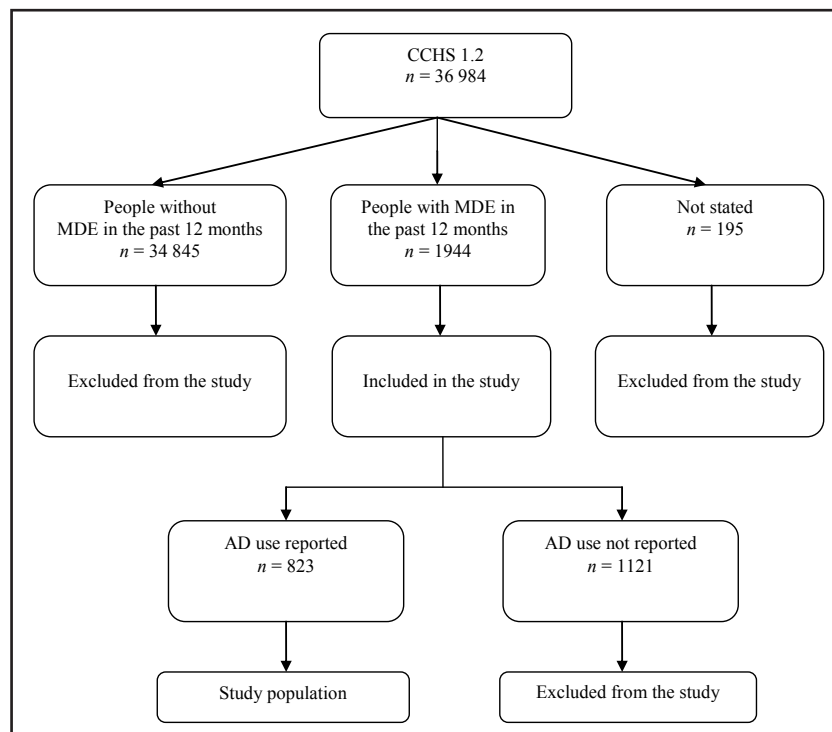 CCHS 1.2
n = 36 984
People without
MDE in the past 12 months
n = 34 845
People with MDE in
the past 12 months
n = 1944
Not stated
n = 195
Excluded from the study
Included in the study
Excluded from the study
AD use reported
n = 823
AD use not reported
n = 1121
Study population
Excluded from the study